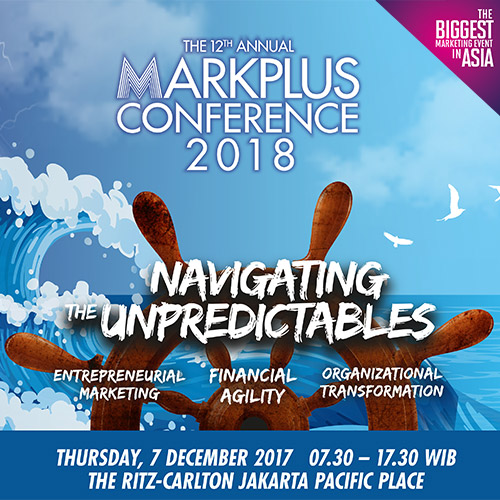 THE
BIGGEST
MARKETING EVENT
IN
ASIA
THE 12TH ANNUAL
MARKPLUS
CONFERENCE
2018
NAVIGATING
THE UNPREDICTABLES
ENTREPRENEURIAL
MARKETING
FINANCIAL
AGILITY
ORGANIZATIONAL
TRANSFORMATION
THURSDAY, 7 DECEMBER 2017 07.30 – 17.30 WIB
THE RITZ-CARLTON JAKARTA PACIFIC PLACE